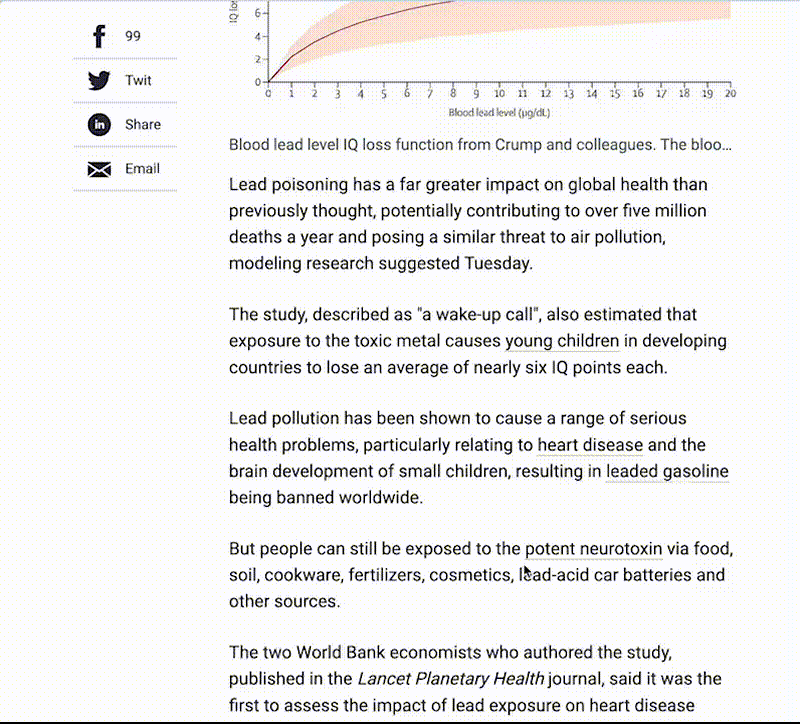 IQ los
6
4
2
0
0 1 2 3 4 5 6 7 8 9 10 11 12 13 14 15 16 17 18 19 20
Blood lead level (µg/dL)
99
Twit
Share
Email
Blood lead level IQ loss function from Crump and colleagues. The bloo…
Lead poisoning has a far greater impact on global health than
previously thought, potentially contributing to over five million
deaths a year and posing a similar threat to air pollution,
modeling research suggested Tuesday.
The study, described as "a wake-up call", also estimated that
exposure to the toxic metal causes young children in developing
countries to lose an average of nearly six IQ points each.
Lead pollution has been shown to cause a range of serious
health problems, particularly relating to heart disease and the
brain development of small children, resulting in leaded gasoline
being banned worldwide.
But people can still be exposed to the potent neurotoxin via food,
soil, cookware, fertilizers, cosmetics, lead-acid car batteries and
other sources.
The two World Bank economists who authored the study,
published in the Lancet Planetary Health journal, said it was the
first to assess the impact of lead exposure on heart disease